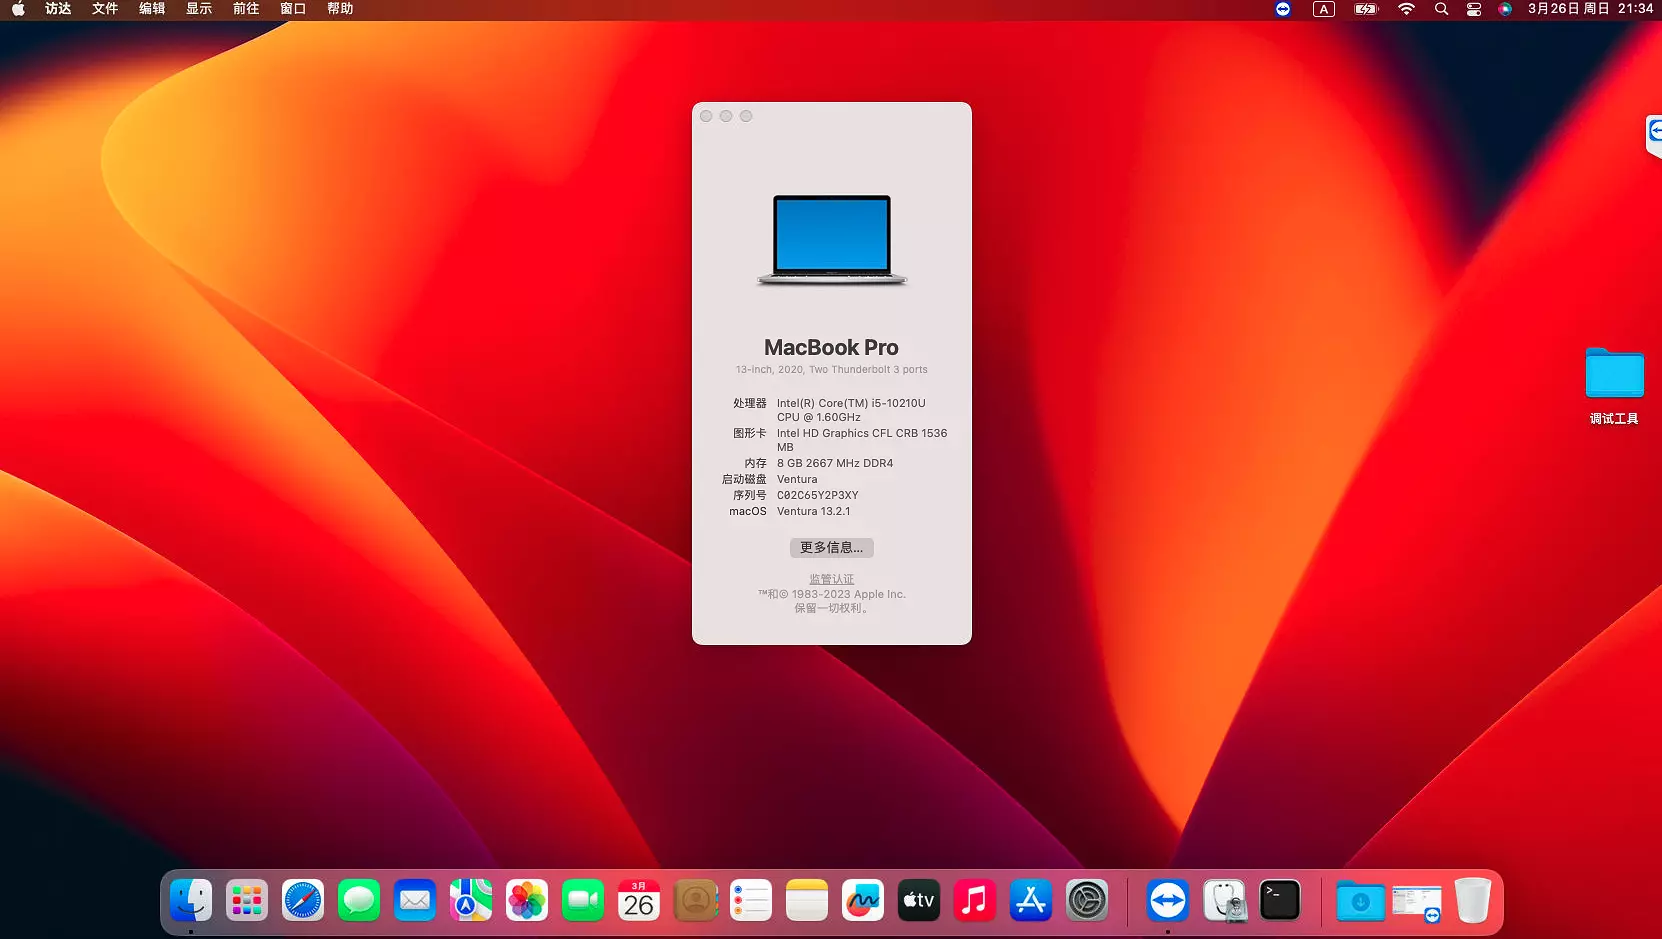 访达 文件 编辑 显示 前往 窗口 帮助
A
3月26日 周日 21:34
MacBook Pro
13-inch, 2020, Two Thunderbolt 3 ports
处理器 Intel(R) Core(TM) i5-10210U
CPU @ 1.60GHz
图形卡 Intel HD Graphics CFL CRB 1536
MB
内存 8 GB 2667 MHz DDR4
启动磁盘 Ventura
序列号 C02C65Y2P3XY
macOS Ventura 13.2.1
更多信息...
监管认证
™和© 1983-2023 Apple Inc.
保留一切权利。
调试工具
3月
26
tv
>_